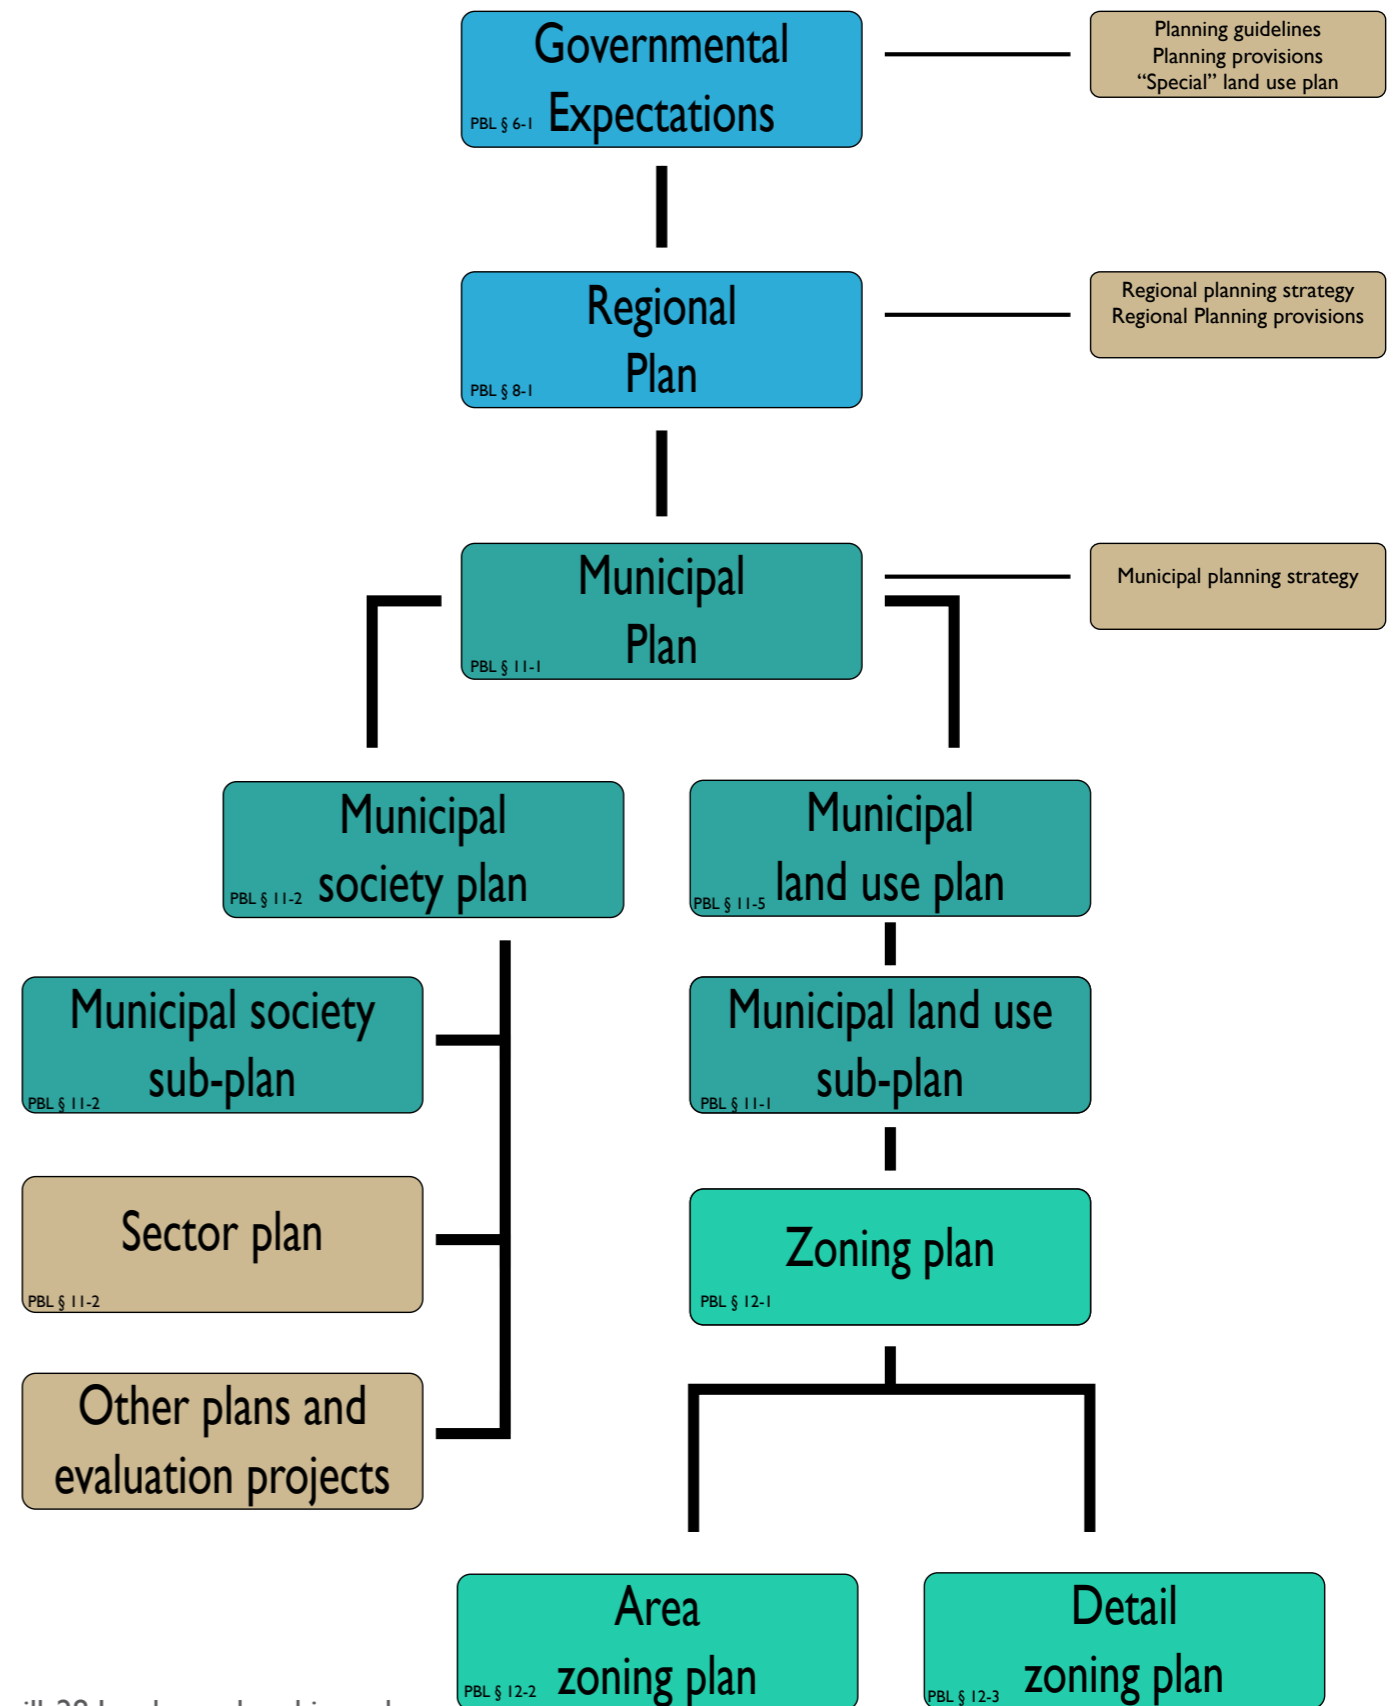 Governmental
Expectations
PBL § 6-1
Planning guidelines
Planning provisions
“Special” land use plan
Regional
Plan
PBL § 8-1
Regional planning strategy
Regional Planning provisions
Municipal
Plan
PBL § 11-1
Municipal planning strategy
Municipal
society plan
PBL § 11-2
Municipal
land use plan
PBL § 11-5
Municipal society
sub-plan
PBL § 11-2
Municipal land use
sub-plan
PBL § 11-1
Sector plan
PBL § 11-2
Zoning plan
PBL § 12-1
Other plans and
evaluation projects
Area
zoning plan
PBL § 12-2
Detail
zoning plan
PBL § 12-3